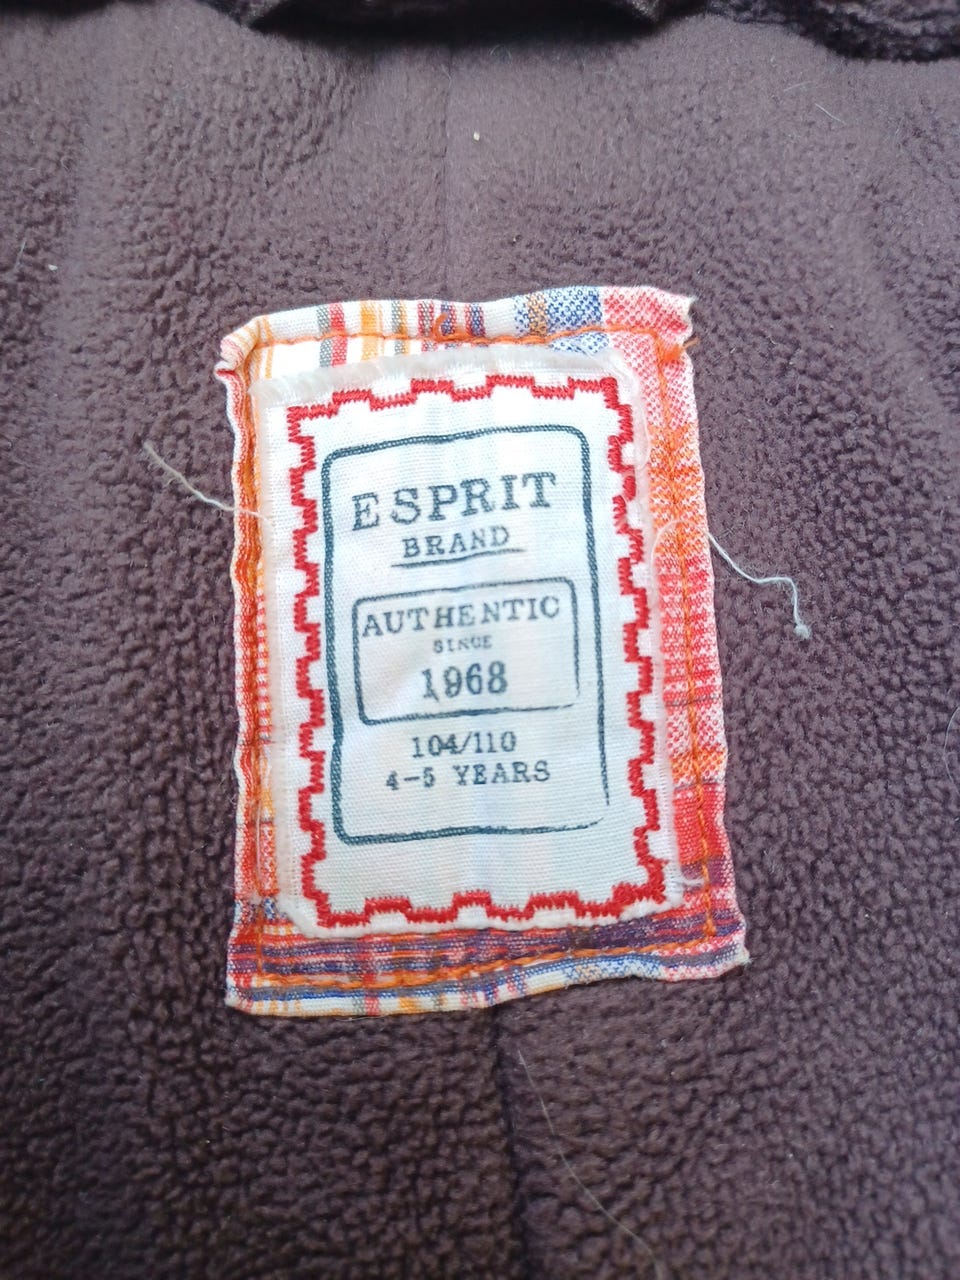 ESPRIT
BRAND
AUTHENTIC
SINCE
1968
104/110
4-5 YEARS